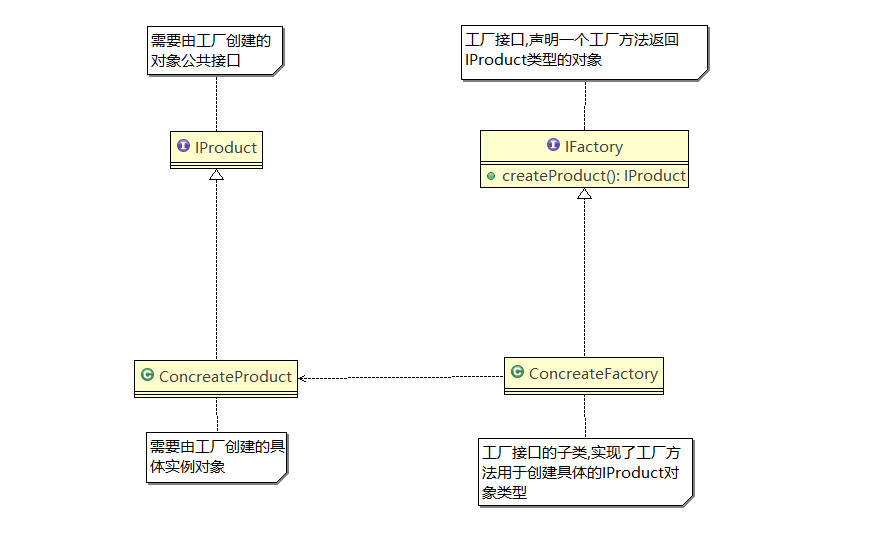 需要由工厂创建的
对象公共接口
工厂接口,声明一个工厂方法返回
IProduct类型的对象
I IProduct
I IFactory
createProduct(): IProduct
C ConcreateProduct
C ConcreateFactory
需要由工厂创建的具
体实例对象
工厂接口的子类,实现了工厂方
法用于创建具体的IProduct对
象类型